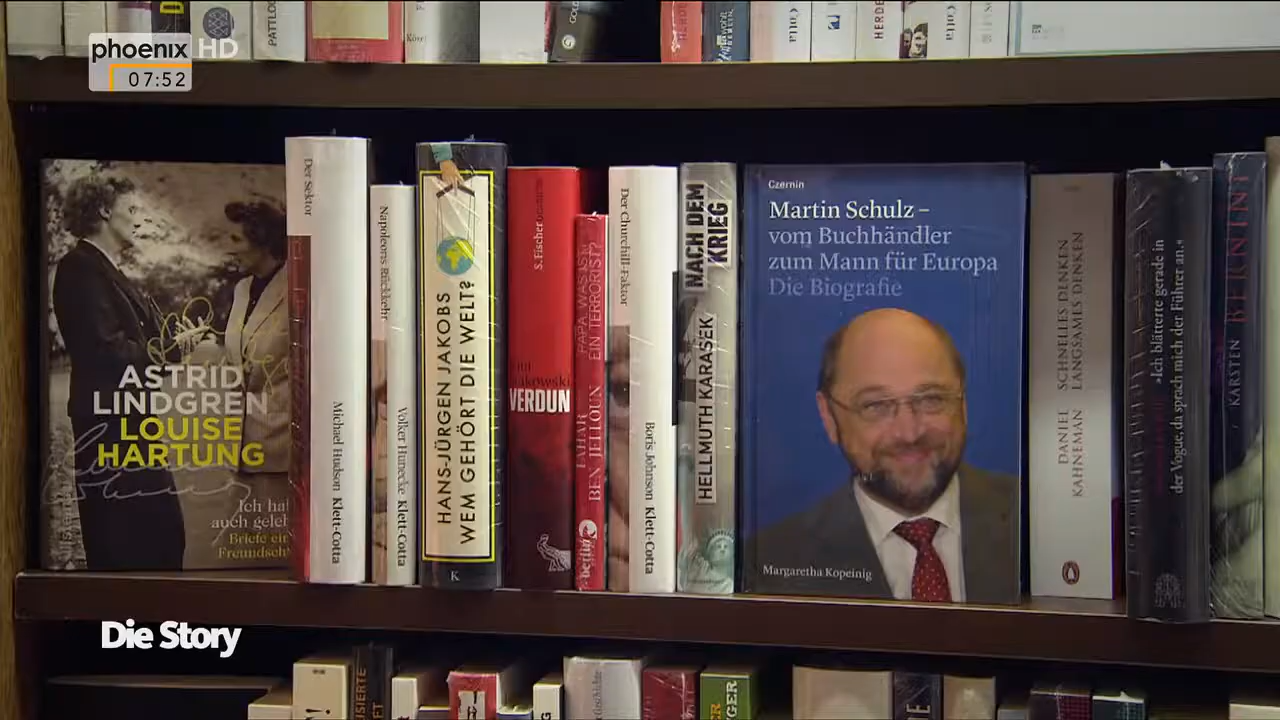 phoenix HD
07:52
PATTLOCH
Cotta
HERDER
Cotta
ASTRID
LINDGREN
LOUISE
HARTUNG
Ich hab
auch geleb
Briefe ein
Freundsch
Der Sektor
Michael Hudson Klett-Cotta
Napoleons Rückkehr
Volker Hunecke Klett-Cotta
HANS-JÜRGEN JAKOBS
WEM GEHÖRT DIE WELT?
K
S. Fischer
VERDUN
PAPA, WAS IST
EIN TERRORIST?
TAHAR
BEN JELLOUN
berlin
Der Churchill-Faktor
Boris Johnson Klett-Cotta
NACH DEM
KRIEG
HELLMUTH KARASEK
Czernin
Martin Schulz –
vom Buchhändler
zum Mann für Europa
Die Biografie
Margaretha Kopeinig
DANIEL
KAHNEMAN
SCHNELLES DENKEN
LANGSAMES DENKEN
»Ich blätterte gerade in
der Vogue, da sprach mich der Führer an.«
KARSTEN
Die Story